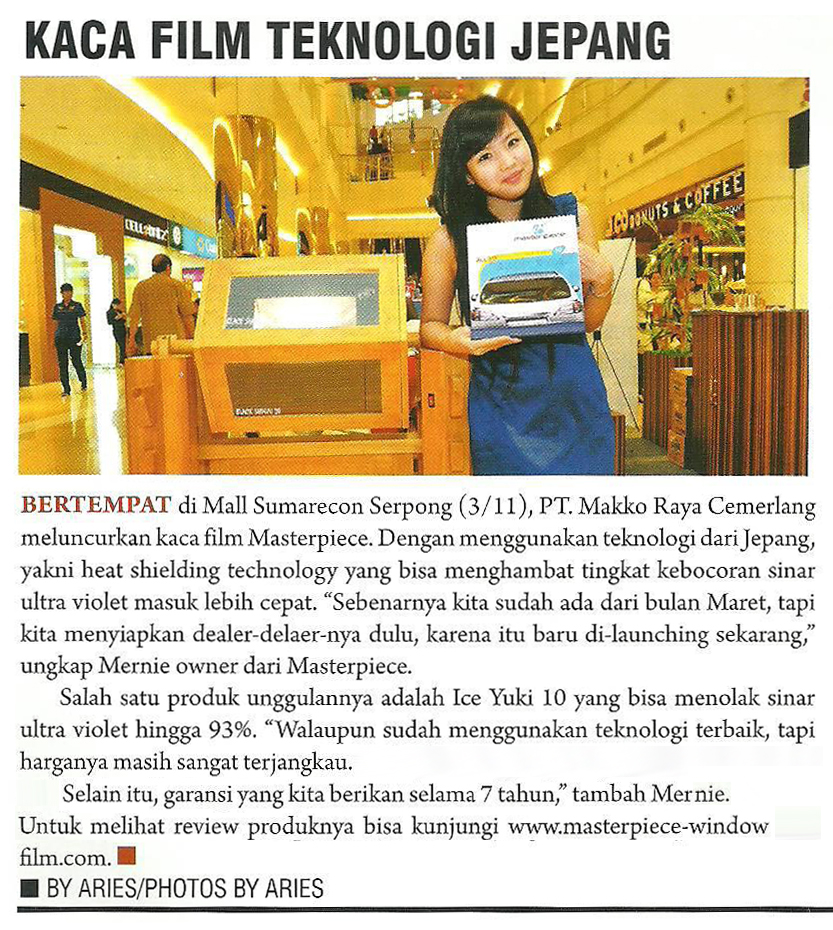 KACA FILM TEKNOLOGI JEPANG
CELLULAR
DONUTS & COFFEE
masterpiece
BERTEMPAT di Mall Sumarecon Serpong (3/11), PT. Makko Raya Cemerlang
meluncurkan kaca film Masterpiece. Dengan menggunakan teknologi dari Jepang,
yakni heat shielding technology yang bisa menghambat tingkat kebocoran sinar
ultra violet masuk lebih cepat. “Sebenarnya kita sudah ada dari bulan Maret, tapi
kita menyiapkan dealer-delaer-nya dulu, karena itu baru di-launching sekarang,”
ungkap Mernie owner dari Masterpiece.
Salah satu produk unggulannya adalah Ice Yuki 10 yang bisa menolak sinar
ultra violet hingga 93%. “Walaupun sudah menggunakan teknologi terbaik, tapi
harganya masih sangat terjangkau.
Selain itu, garansi yang kita berikan selama 7 tahun,” tambah Mernie.
Untuk melihat review produknya bisa kunjungi www.masterpiece-window
film.com.
BY ARIES/PHOTOS BY ARIES